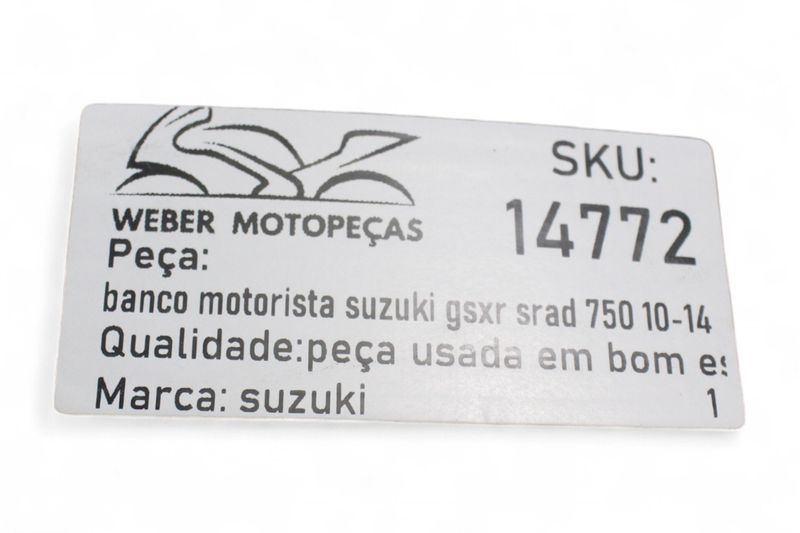 WEBER MOTOPEÇAS
SKU:
14772
Peça:
banco motorista suzuki gsxr srad 750 10-14
Qualidade:peça usada em bom es
Marca: suzuki
1